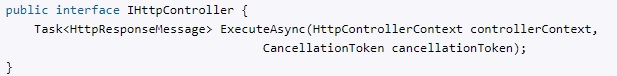 public interface IHttpController {
    Task<HttpResponseMessage> ExecuteAsync(HttpControllerContext controllerContext,
                                           CancellationToken cancellationToken);
}